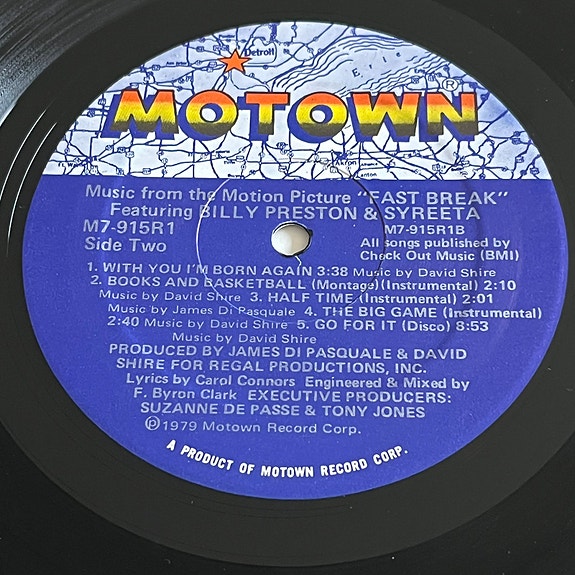 Detroit
Erie
Akron
MOTOWN®
Music from the Motion Picture "FAST BREAK"
Featuring BILLY PRESTON & SYREETA
M7-915R1
M7-915R1B
Side Two
All songs published by
Check Out Music (BMI)
1. WITH YOU I'M BORN AGAIN 3:38 Music by David Shire
2. BOOKS AND BASKETBALL (Montage)(Instrumental) 2:10
Music by David Shire 3. HALF TIME (Instrumental) 2:01
Music by James Di Pasquale 4. THE BIG GAME (Instrumental)
2:40 Music by David Shire 5. GO FOR IT (Disco) 8:53
Music by David Shire
PRODUCED BY JAMES DI PASQUALE & DAVID
SHIRE FOR REGAL PRODUCTIONS, INC.
Lyrics by Carol Connors Engineered & Mixed by
F. Byron Clark EXECUTIVE PRODUCERS:
SUZANNE DE PASSE & TONY JONES
℗1979 Motown Record Corp.
A PRODUCT OF MOTOWN RECORD CORP.